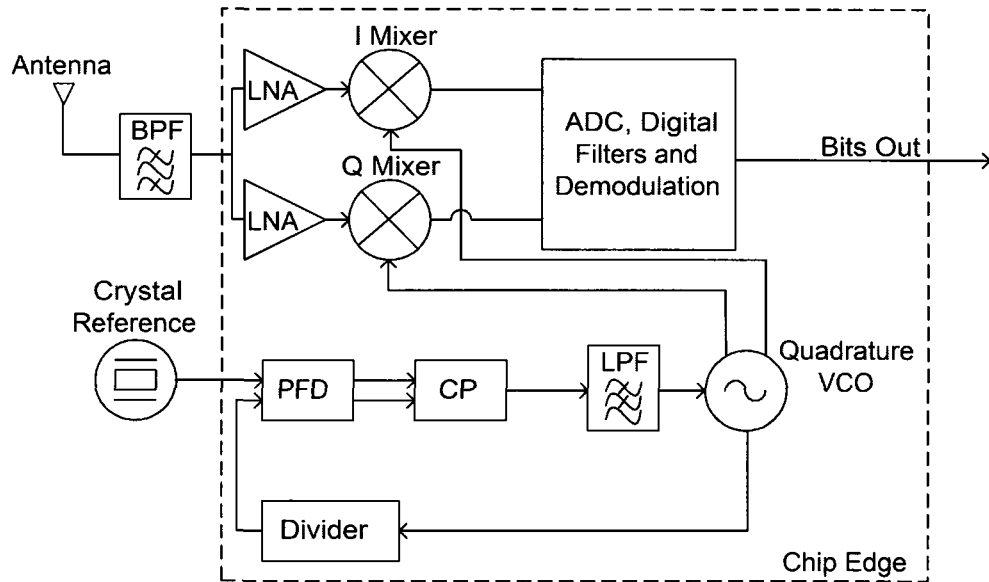 I Mixer
Antenna
LNA
BPF
ADC, Digital
Filters and
Demodulation
Bits Out
Q Mixer
LNA
Crystal
Reference
PFD
CP
LPF
Quadrature
VCO
Divider
Chip Edge